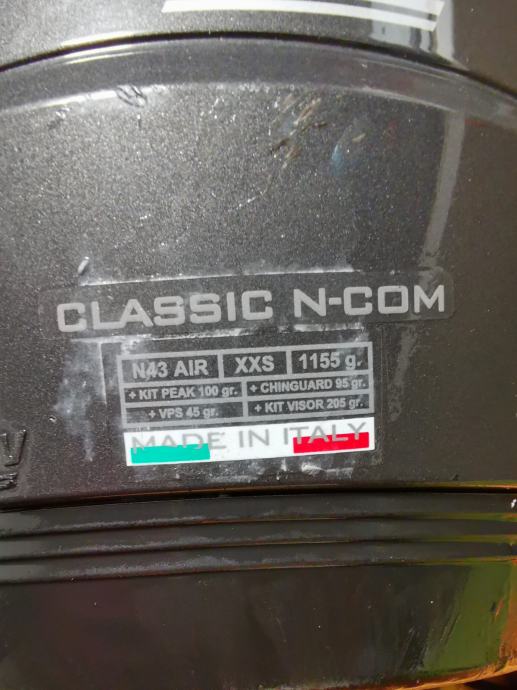 CLASSIC N-COM
N43 AIR XXS 1155 g.
+ KIT PEAK 100 gr. + CHINGUARD 95 gr.
+ VPS 45 gr. + KIT VISOR 205 gr.
MADE IN ITALY